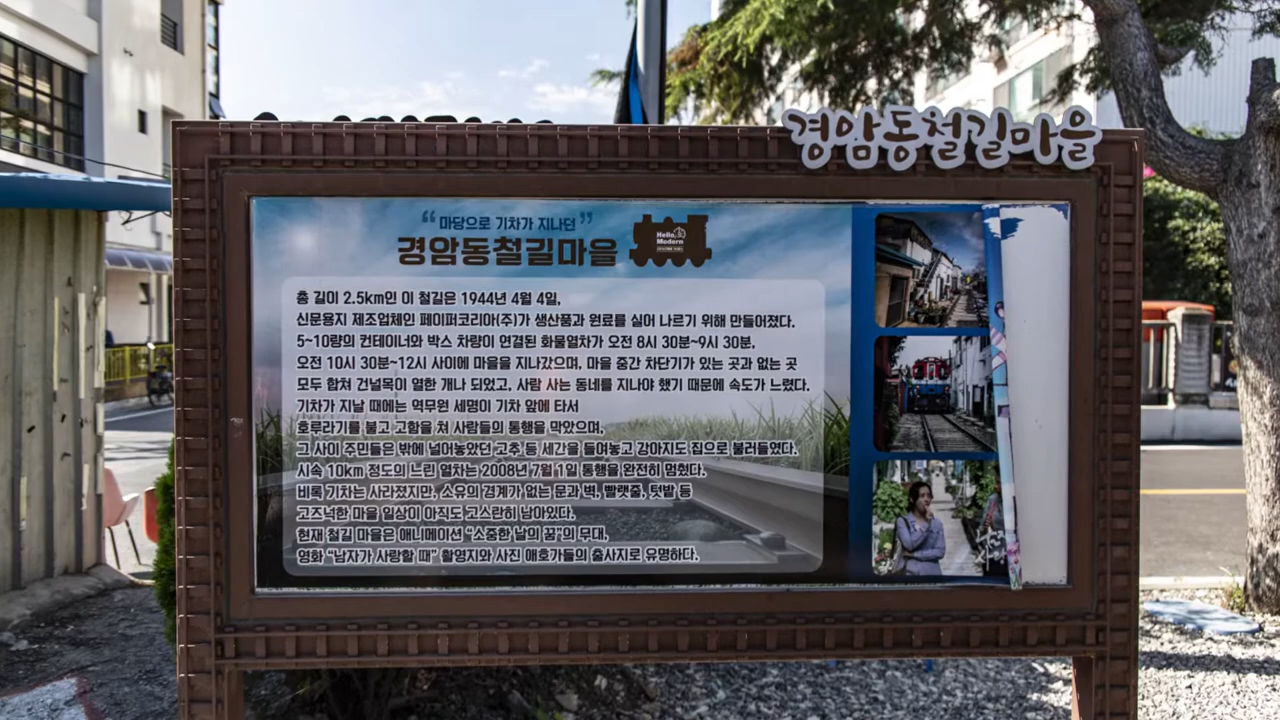 경암동철길마을
“마당으로 기차가 지나던”
경암동철길마을
Hello,
Modern
총 길이 2.5km인 이 철길은 1944년 4월 4일,
신문용지 제조업체인 페이퍼코리아(주)가 생산품과 원료를 실어 나르기 위해 만들어졌다.
5~10량의 컨테이너와 박스 차량이 연결된 화물열차가 오전 8시 30분~9시 30분,
오전 10시 30분~12시 사이에 마을을 지나갔으며, 마을 중간 차단기가 있는 곳과 없는 곳
모두 합쳐 건널목이 열한 개나 되었고, 사람 사는 동네를 지나야 했기 때문에 속도가 느렸다.
기차가 지날 때에는 역무원 세명이 기차 앞에 타서
호루라기를 불고 고함을 쳐 사람들의 통행을 막았으며,
그 사이 주민들은 밖에 널어놓았던 고추 등 세간을 들여놓고 강아지도 집으로 불러들였다.
시속 10km 정도의 느린 열차는 2008년 7월 1일 통행을 완전히 멈췄다.
비록 기차는 사라졌지만, 소유의 경계가 없는 문과 벽, 빨랫줄, 텃밭 등
고즈넉한 마을 일상이 아직도 고스란히 남아있다.
현재 철길 마을은 애니메이션 “소중한 날의 꿈”의 무대,
영화 “남자가 사랑할 때” 촬영지와 사진 애호가들의 출사지로 유명하다.